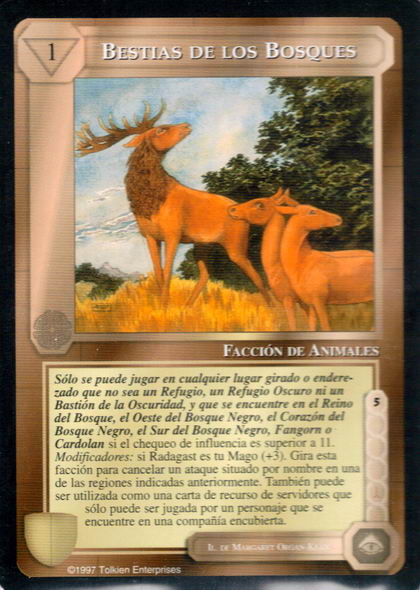 1
BESTIAS DE LOS BOSQUES
FACCIÓN DE ANIMALES
Sólo se puede jugar en cualquier lugar girado o endere-
zado que no sea un Refugio, un Refugio Oscuro ni un
Bastión de la Oscuridad, y que se encuentre en el Reino
del Bosque, el Oeste del Bosque Negro, el Corazón del
Bosque Negro, el Sur del Bosque Negro, Fangorn o
Cardolan si el chequeo de influencia es superior a 11.
Modificadores: si Radagast es tu Mago (+3). Gira esta
facción para cancelar un ataque situado por nombre en una
de las regiones indicadas anteriormente. También puede
ser utilizada como una carta de recurso de servidores que
sólo puede ser jugada por un personaje que se
encuentre en una compañía encubierta.
5
IL. DE MARGARET ORGAN-KEAN
©1997 Tolkien Enterprises